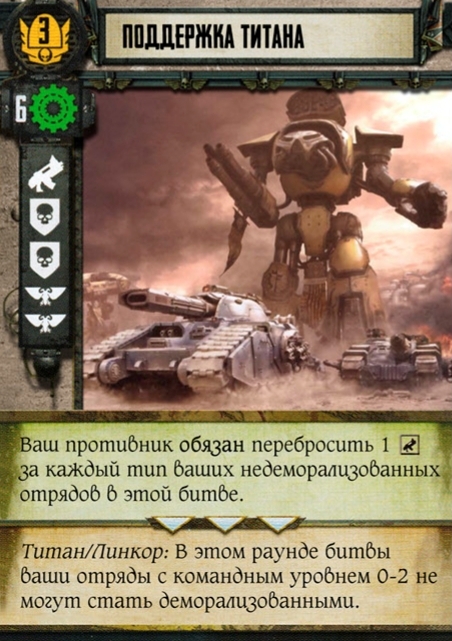 3
ПОДДЕРЖКА ТИТАНА
6
Ваш противник обязан перебросить 1
за каждый тип ваших недеморализованных
отрядов в этой битве.
Титан/Линкор: В этом раунде битвы
ваши отряды с командным уровнем 0-2 не
могут стать деморализованными.